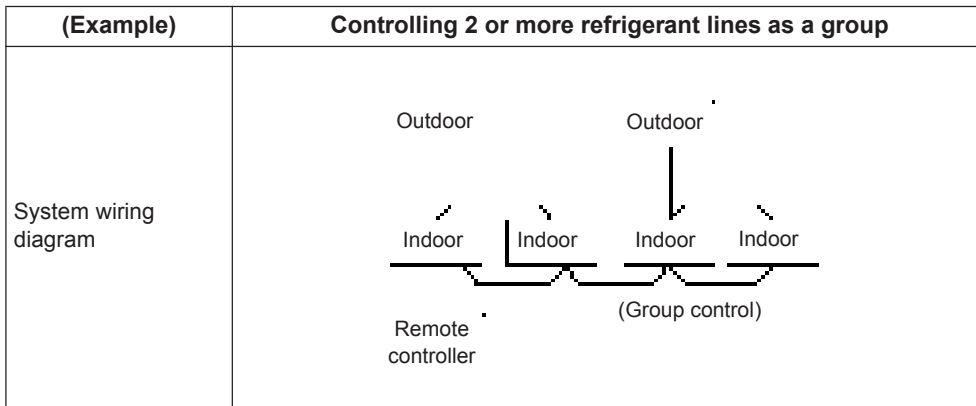 (Example)
Controlling 2 or more refrigerant lines as a group
System wiring
diagram
Outdoor
Outdoor
Indoor
Indoor
Indoor
Indoor
(Group control)
Remote
controller